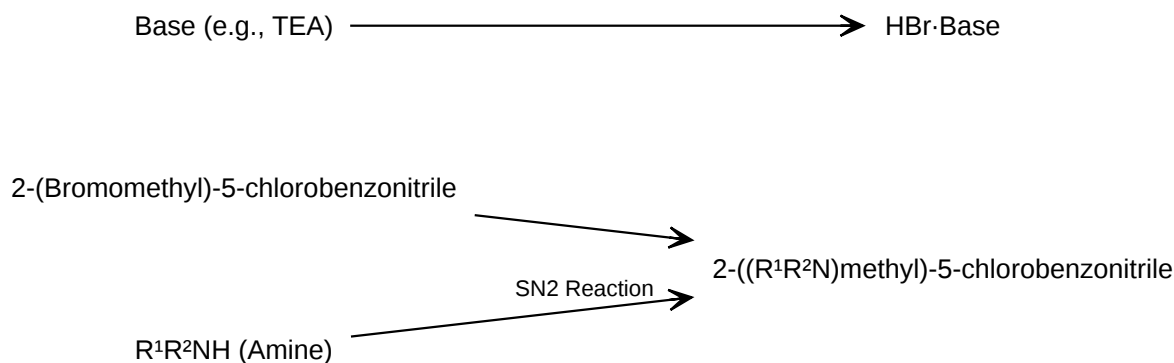 Base (e.g., TEA)
HBr·Base
2-(Bromomethyl)-5-chlorobenzonitrile
2-((R¹R²N)methyl)-5-chlorobenzonitrile
SN2 Reaction
R¹R²NH (Amine)